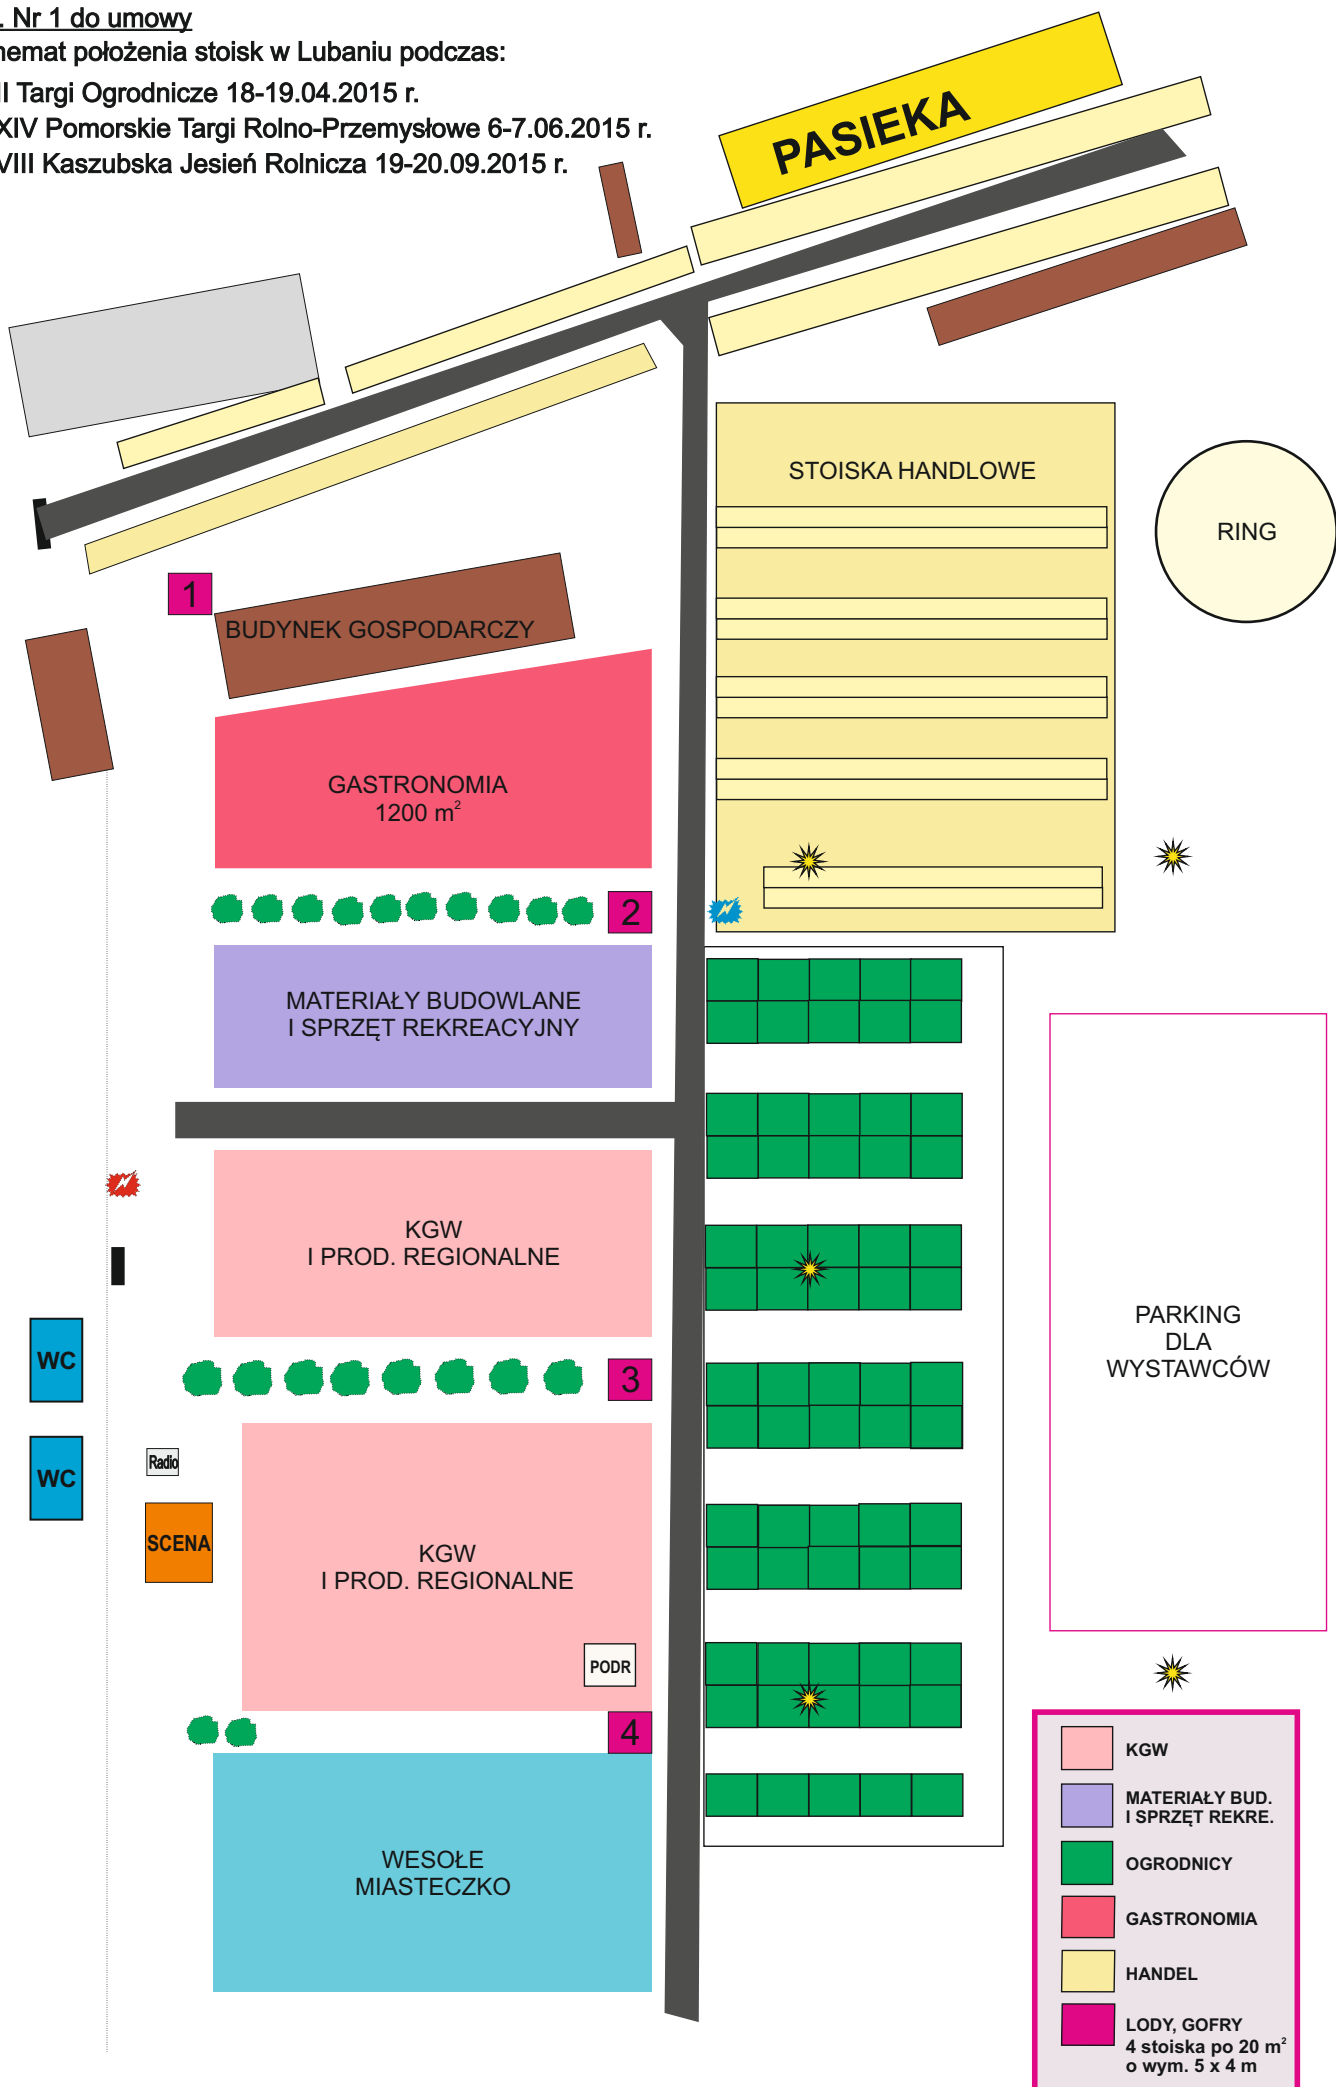 . Nr 1 do umowy
hemat położenia stoisk w Lubaniu podczas:
II Targi Ogrodnicze 18-19.04.2015 r.
XIV Pomorskie Targi Rolno-Przemysłowe 6-7.06.2015 r.
VIII Kaszubska Jesień Rolnicza 19-20.09.2015 r.
PASIEKA
STOISKA HANDLOWE
RING
1
BUDYNEK GOSPODARCZY
GASTRONOMIA
1200 m²
2
MATERIAŁY BUDOWLANE
I SPRZĘT REKREACYJNY
KGW
I PROD. REGIONALNE
PARKING
DLA
WYSTAWCÓW
WC
3
WC
Radio
SCENA
KGW
I PROD. REGIONALNE
PODR
4
WESOŁE
MIASTECZKO
KGW
MATERIAŁY BUD.
I SPRZĘT REKRE.
OGRODNICY
GASTRONOMIA
HANDEL
LODY, GOFRY
4 stoiska po 20 m²
o wym. 5 x 4 m